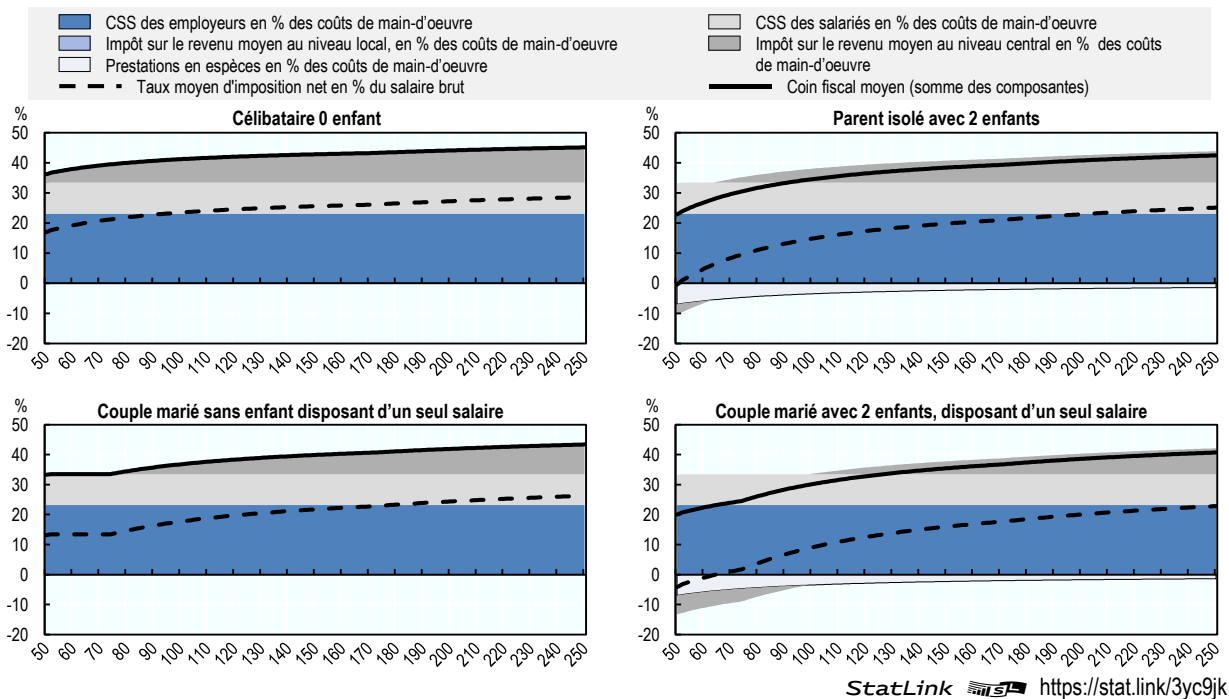 CSS des employeurs en % des coûts de main-d'oeuvre
CSS des salariés en % des coûts de main-d'oeuvre
Impôt sur le revenu moyen au niveau local, en % des coûts de main-d'oeuvre
Impôt sur le revenu moyen au niveau central en % des coûts
de main-d'oeuvre
Prestations en espèces en % des coûts de main-d'oeuvre
Taux moyen d'imposition net en % du salaire brut
Coin fiscal moyen (somme des composantes)
%
Célibataire 0 enfant
50
40
30
20
10
0
-10
-20
50 60 70 80 90 100 110 120 130 140 150 160 170 180 190 200 210 220 230 240 250
%
Parent isolé avec 2 enfants
50
40
30
20
10
0
-10
-20
50 60 70 80 90 100 110 120 130 140 150 160 170 180 190 200 210 220 230 240 250
%
Couple marié sans enfant disposant d'un seul salaire
50
40
30
20
10
0
-10
-20
50 60 70 80 90 100 110 120 130 140 150 160 170 180 190 200 210 220 230 240 250
%
Couple marié avec 2 enfants, disposant d'un seul salaire
50
40
30
20
10
0
-10
-20
50 60 70 80 90 100 110 120 130 140 150 160 170 180 190 200 210 220 230 240 250
StatLink https://stat.link/3yc9jk